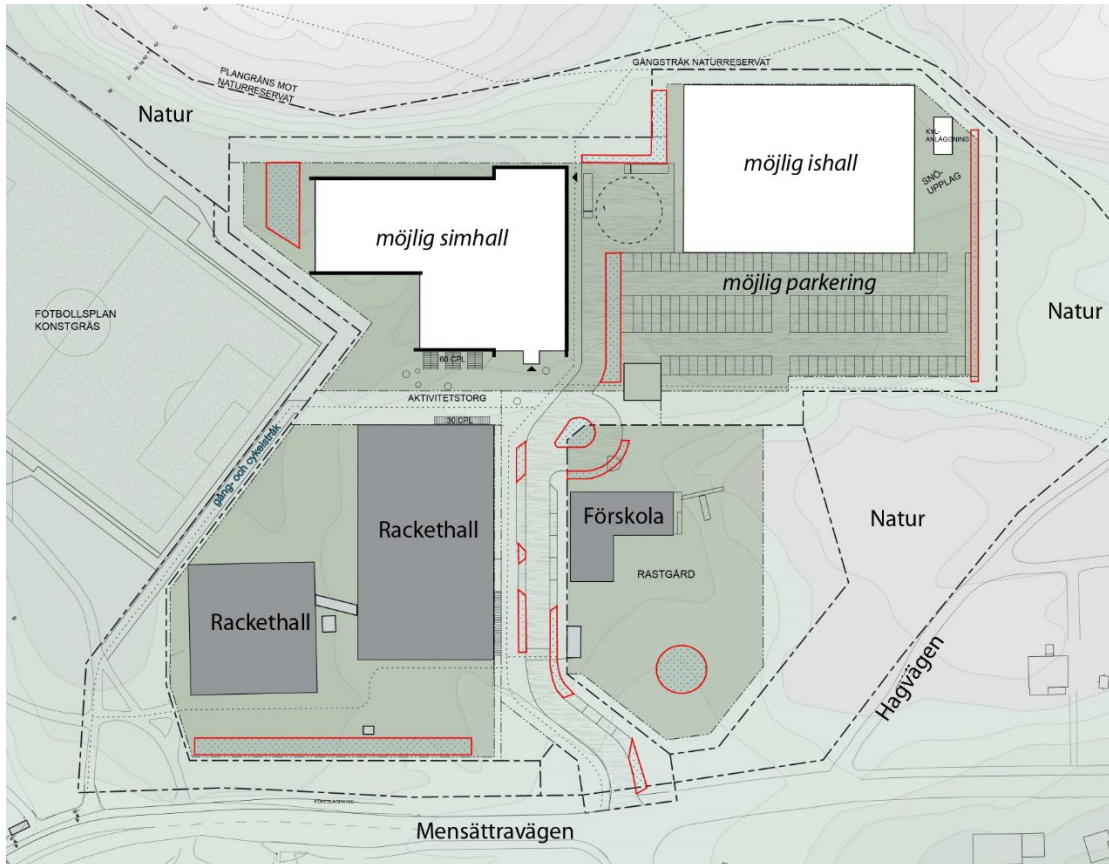 PLANGRÄNS MOT
NATURRESERVAT
GÅNGSTRÅK NATURRESERVAT
Natur
möjlig ishall
KYL-
ANLÄGGNING
SNÖ-
UPPLAG
möjlig simhall
möjlig parkering
Natur
FOTBOLLSPLAN
KONSTGRÄS
60 CPL
AKTIVITETSTORG
30 CPL
gång- och cykelstråk
Rackethall
Förskola
Natur
RASTGÅRD
Rackethall
Hagvägen
Mensättravägen